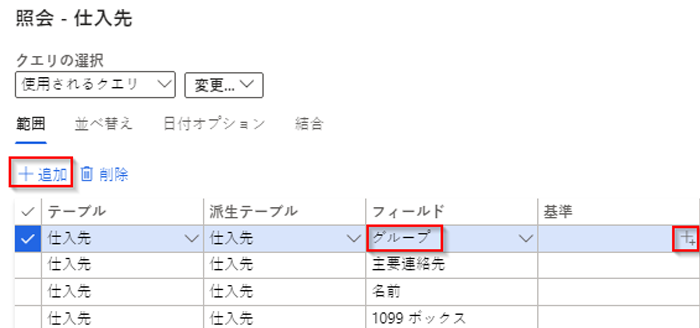 照会 - 仕入先
クエリの選択
使用されるクエリ 変更...
範囲 並べ替え 日付オプション 結合
追加 削除
テーブル 派生テーブル フィールド 基準
仕入先 仕入先 グループ
仕入先 仕入先 主要連絡先
仕入先 仕入先 名前
仕入先 仕入先 1099 ボックス